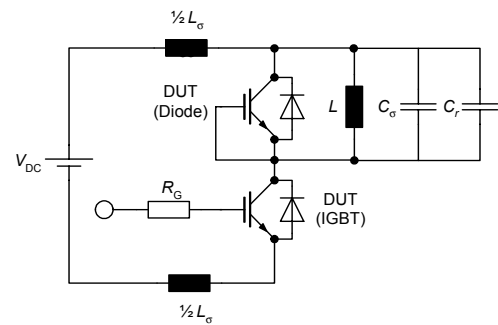 ½ Lσ
DUT
(Diode)
L
Cσ
Cr
VDC
RG
DUT
(IGBT)
½ Lσ